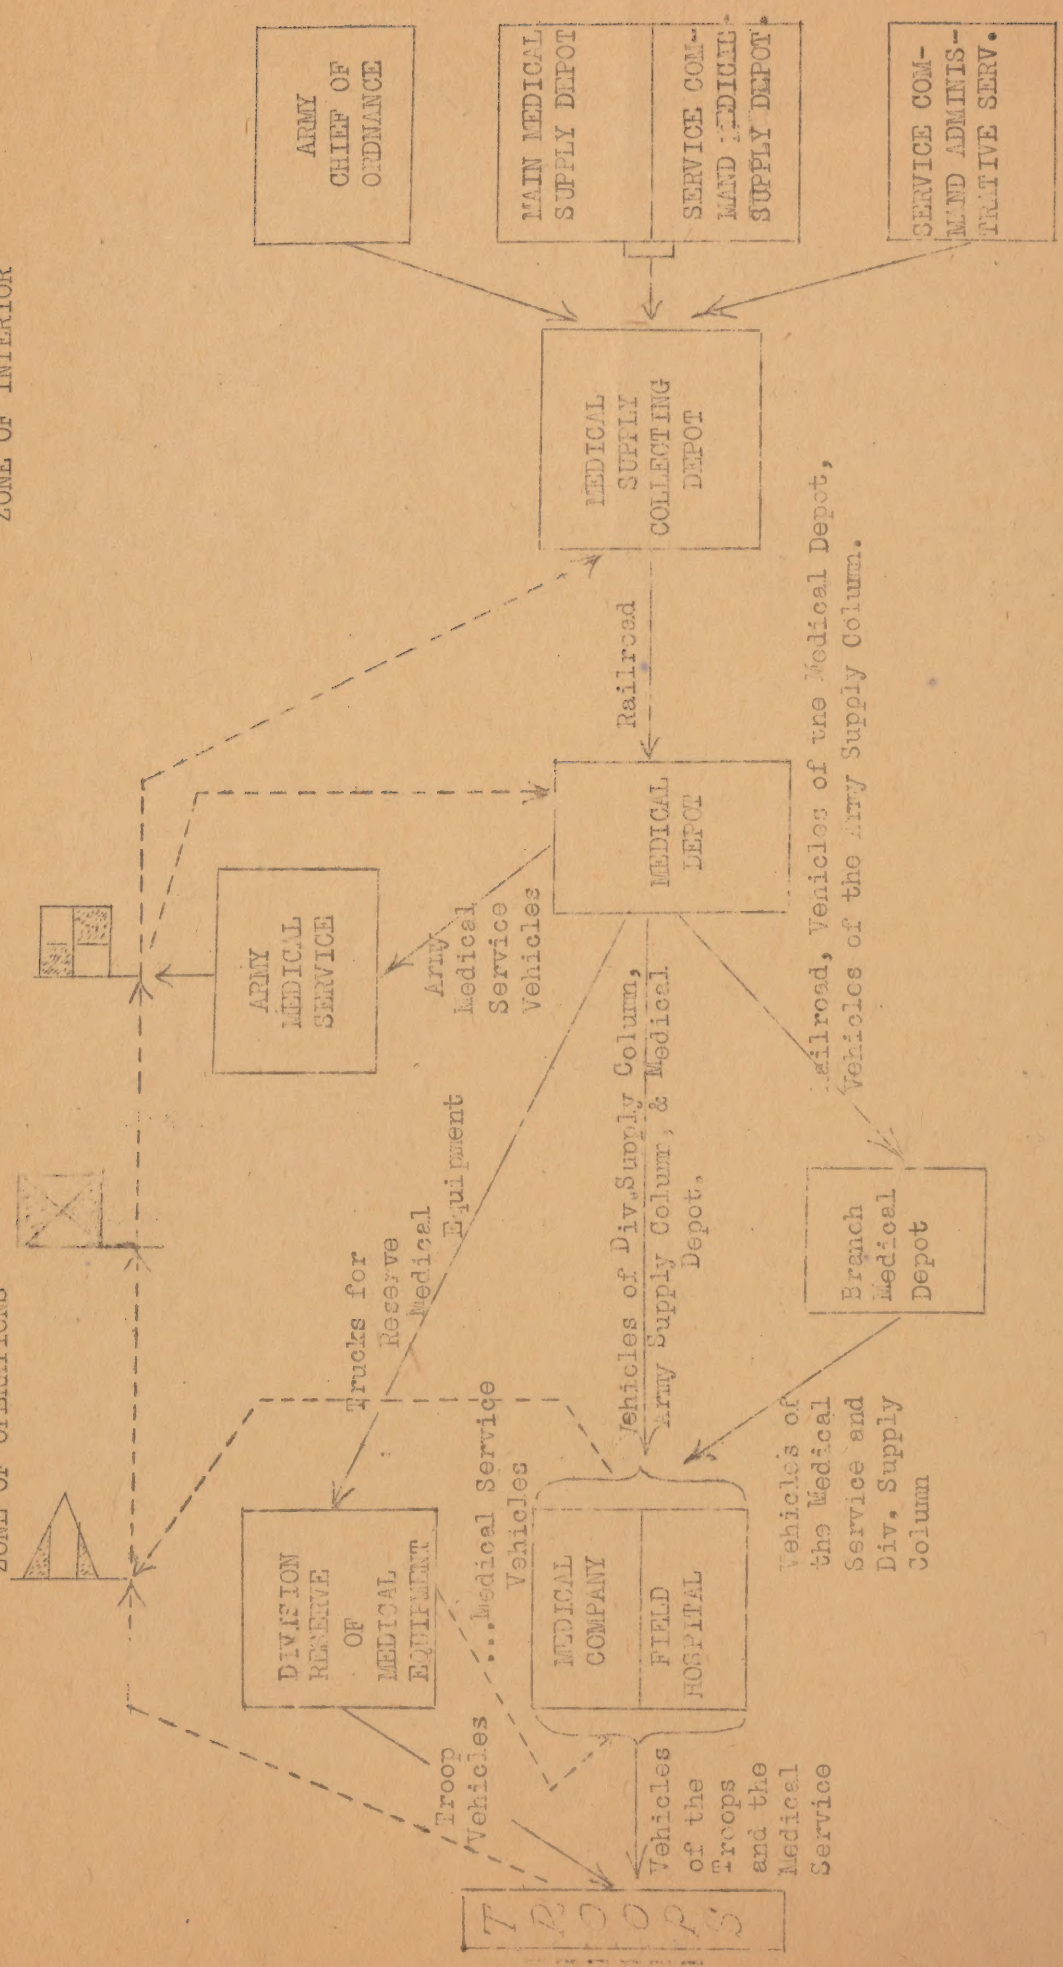 ZONE OF OPERATIONS
ZONE OF INTERIOR
ARMY
CHIEF OF
ORDNANCE
MAIN MEDICAL
SUPPLY DEPOT
SERVICE COM-
MAND MEDICAL
SUPPLY DEPOT.
SERVICE COM-
MAND ADMINIS-
TRATIVE SERV.
MEDICAL
SUPPLY
COLLECTING
DEPOT
Railroad
ARMY
MEDICAL
SERVICE
Army
Medical
Service
Vehicles
MEDICAL
DEPOT
Railroad, Vehicles of the Medical Depot,
Vehicles of the Army Supply Column.
Trucks for
Reserve
Medical
Equipment
Vehicles of Div.Supply Column,
Army Supply Column, & Medical
Depot.
Branch
Medical
Depot
DIVISION
RESERVE
OF
MEDICAL
EQUIPMENT
...Medical Service
Vehicles
MEDICAL
COMPANY
FIELD
HOSPITAL
Vehicles of
the Medical
Service and
Div. Supply
Column
Troop
Vehicles
Vehicles
of the
Troops
and the
Medical
Service
TROOPS